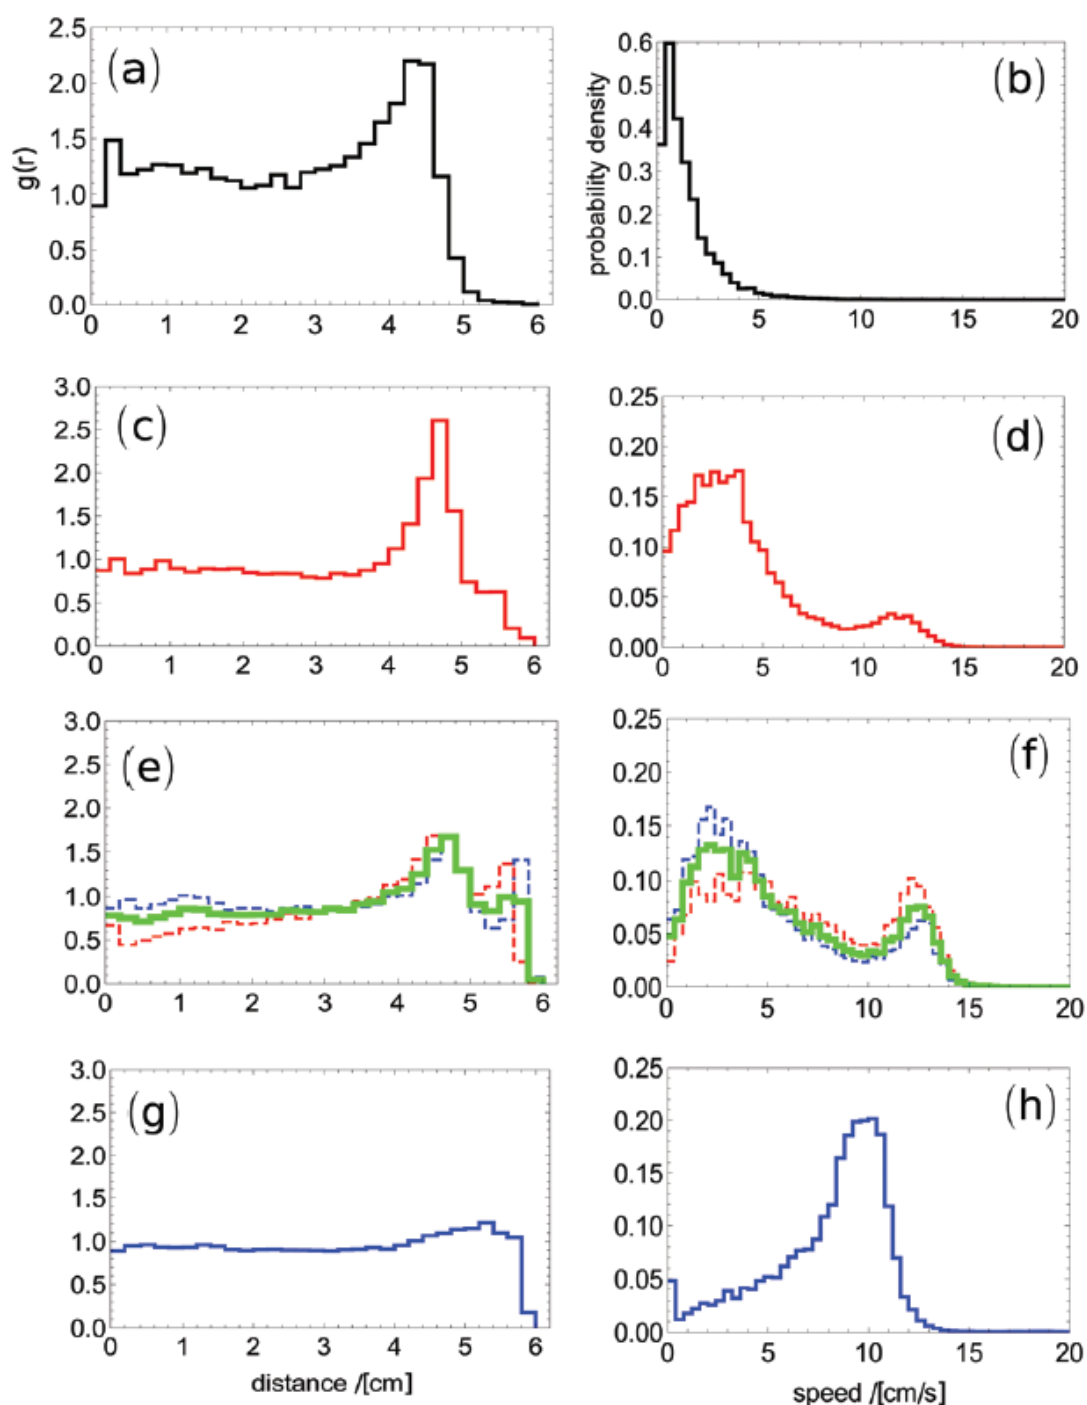 (a)
g(r)
2.5
2.0
1.5
1.0
0.5
0.0
0 1 2 3 4 5 6
(b)
probability density
0.6
0.5
0.4
0.3
0.2
0.1
0.0
0 5 10 15 20
(c)
3.0
2.5
2.0
1.5
1.0
0.5
0.0
0 1 2 3 4 5 6
(d)
0.25
0.20
0.15
0.10
0.05
0.00
0 5 10 15 20
(e)
3.0
2.5
2.0
1.5
1.0
0.5
0.0
0 1 2 3 4 5 6
(f)
0.25
0.20
0.15
0.10
0.05
0.00
0 5 10 15 20
(g)
3.0
2.5
2.0
1.5
1.0
0.5
0.0
0 1 2 3 4 5 6
distance /[cm]
(h)
0.25
0.20
0.15
0.10
0.05
0.00
0 5 10 15 20
speed /[cm/s]